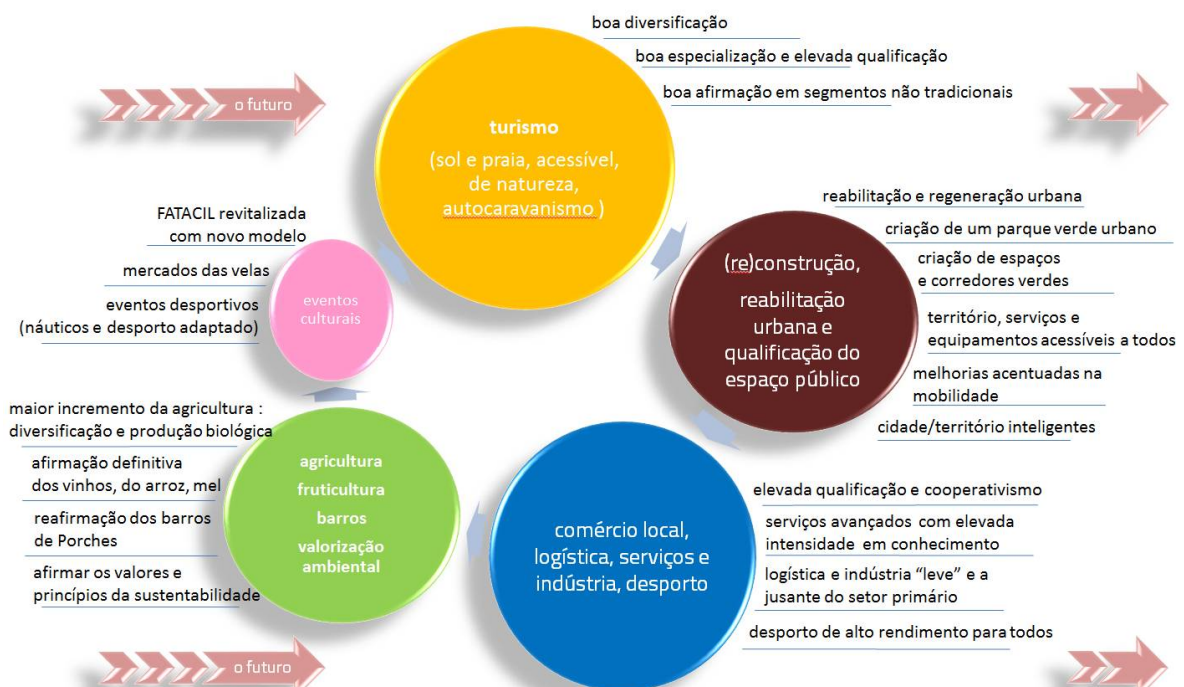 boa diversificação
boa especialização e elevada qualificação
boa afirmação em segmentos não tradicionais
o futuro
turismo
(sol e praia, acessível,
de natureza,
autocaravanismo )
reabilitação e regeneração urbana
criação de um parque verde urbano
criação de espaços
e corredores verdes
território, serviços e
equipamentos acessíveis a todos
melhorias acentuadas na
mobilidade
cidade/território inteligentes
(re)construção,
reabilitação
urbana e
qualificação do
espaço público
FATACIL revitalizada
com novo modelo
mercados das velas
eventos desportivos
(náuticos e desporto adaptado)
eventos
culturais
maior incremento da agricultura :
diversificação e produção biológica
afirmação definitiva
dos vinhos, do arroz, mel
reafirmação dos barros
de Porches
afirmar os valores e
princípios da sustentabilidade
agricultura
fruticultura
barros
valorização
ambiental
comércio local,
logística, serviços e
indústria, desporto
elevada qualificação e cooperativismo
serviços avançados com elevada
intensidade em conhecimento
logística e indústria “leve” e a
jusante do setor primário
desporto de alto rendimento para todos
o futuro